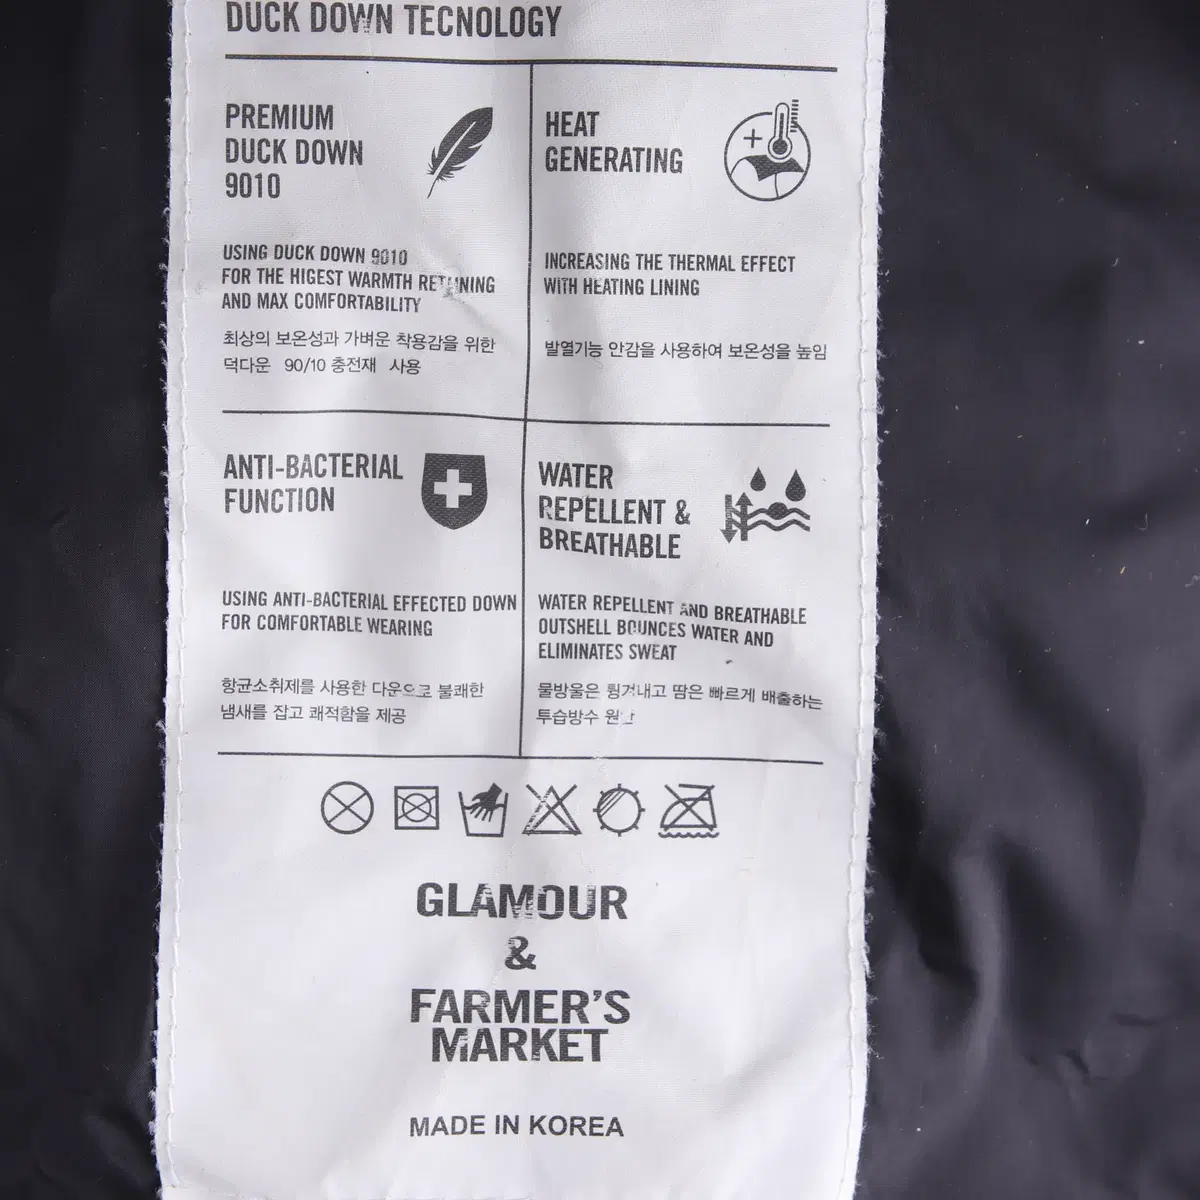 DUCK DOWN TECNOLOGY
PREMIUM
DUCK DOWN
9010
USING DUCK DOWN 9010
FOR THE HIGEST WARMTH RETAINING
AND MAX COMFORTABILITY
최상의 보온성과 가벼운 착용감을 위한
덕다운 90/10 충전재 사용
HEAT
GENERATING
INCREASING THE THERMAL EFFECT
WITH HEATING LINING
발열기능 안감을 사용하여 보온성을 높임
ANTI-BACTERIAL
FUNCTION
USING ANTI-BACTERIAL EFFECTED DOWN
FOR COMFORTABLE WEARING
항균소취제를 사용한 다운으로 불쾌한
냄새를 잡고 쾌적함을 제공
WATER
REPELLENT &
BREATHABLE
WATER REPELLENT AND BREATHABLE
OUTSHELL BOUNCES WATER AND
ELIMINATES SWEAT
물방울은 튕겨내고 땀은 빠르게 배출하는
투습방수
GLAMOUR
&
FARMER'S
MARKET
MADE IN KOREA